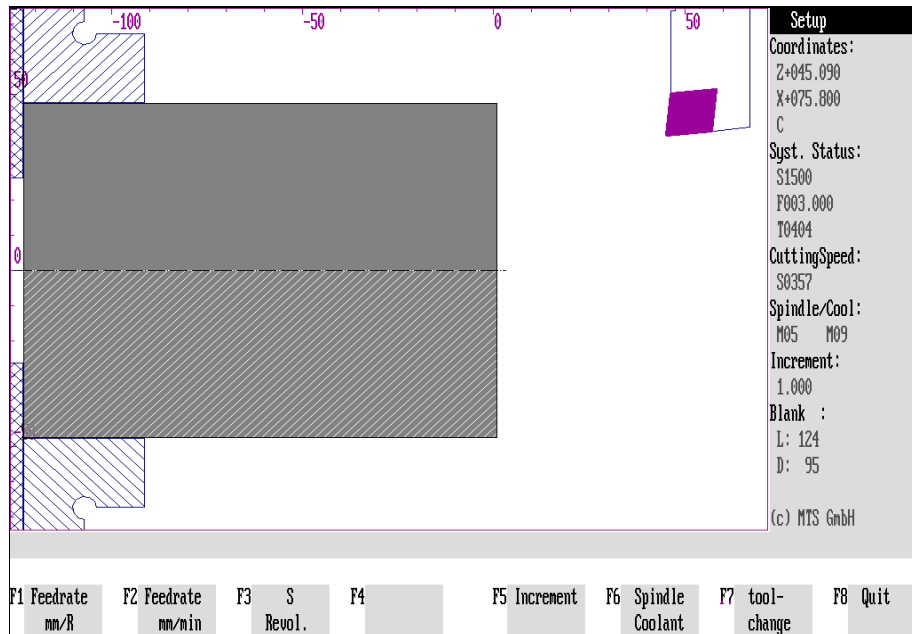 -100 -50 0 50
50
0
Setup
Coordinates:
Z+045.090
X+075.800
C
Syst. Status:
S1500
F003.000
T0404
CuttingSpeed:
S0357
Spindle/Cool:
M05 M09
Increment:
1.000
Blank :
L: 124
D: 95
(c) MTS GmbH
F1 Feedrate mm/R
F2 Feedrate mm/min
F3 S Revol.
F4
F5 Increment
F6 Spindle Coolant
F7 tool-change
F8 Quit